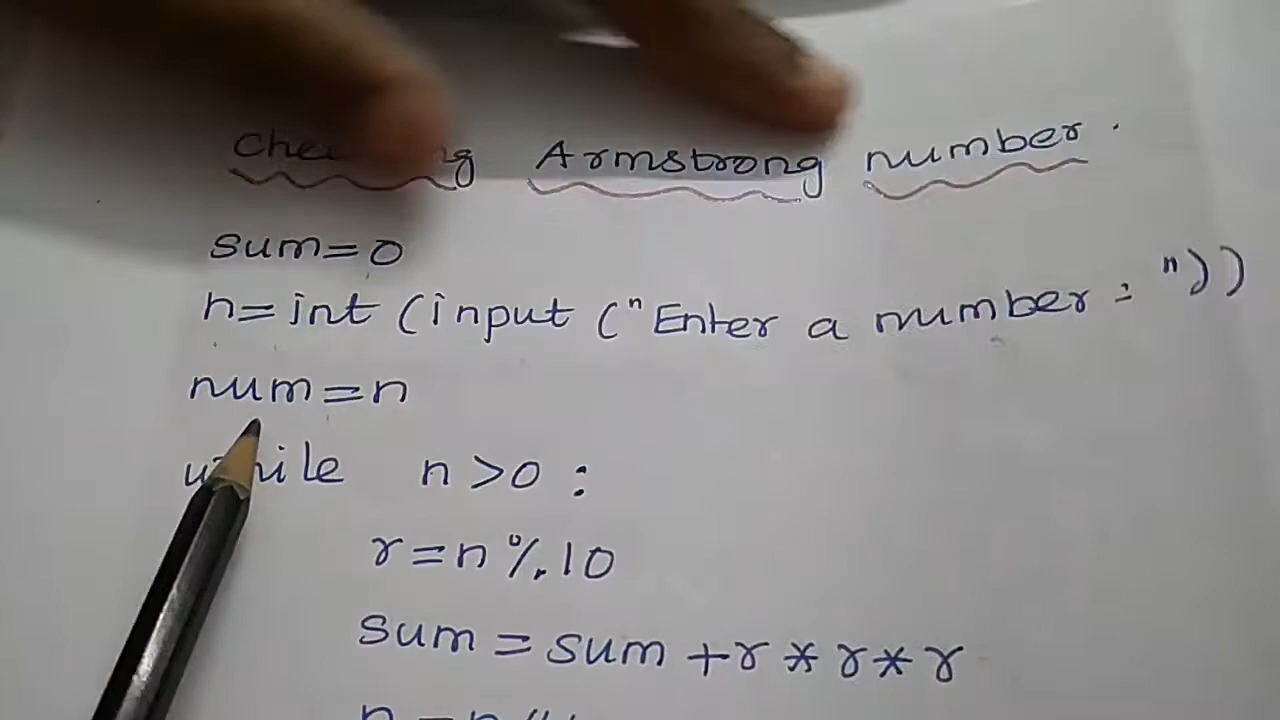 Armstrong number.
sum=0
n=int (input ("Enter a number : "))
num=n
while n>0 :
r=n%10
sum = sum +r * r * r